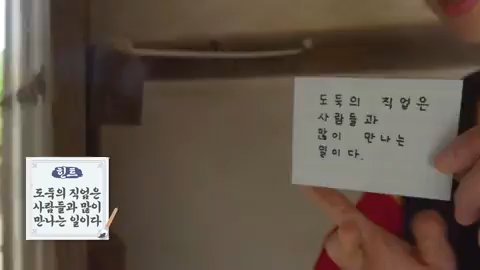 도둑의 직업은
사람들과
많이 만나는
일이다.
힌트
도둑의 직업은
사람들과 많이
만나는 일이다